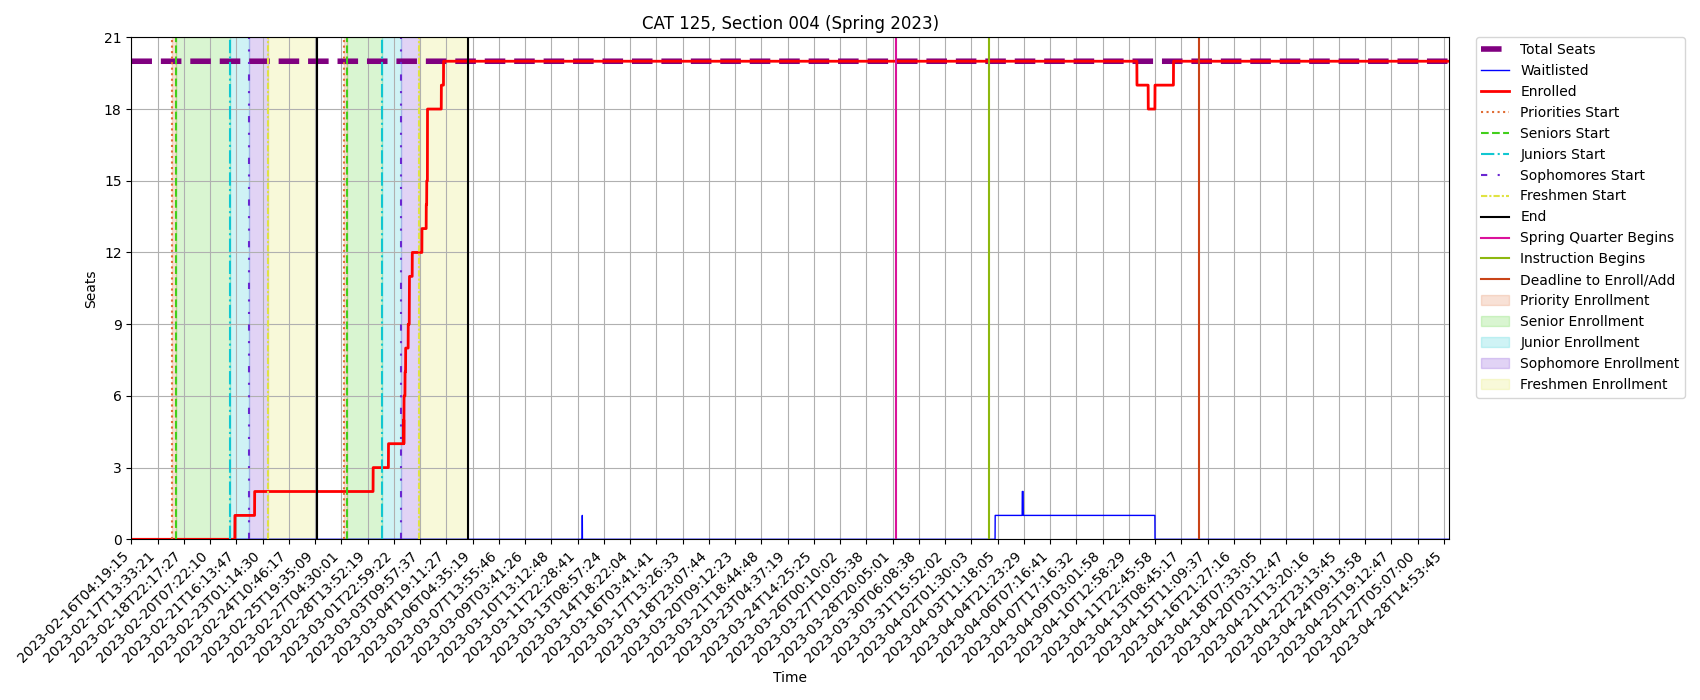 CAT 125, Section 004 (Spring 2023)
Seats
21
18
15
12
9
6
3
0
2023-02-16T04:19:15
2023-02-17T13:33:21
2023-02-18T22:17:27
2023-02-20T07:22:10
2023-02-21T16:13:47
2023-02-23T01:14:30
2023-02-24T10:46:17
2023-02-25T19:35:09
2023-02-27T04:30:01
2023-02-28T13:52:19
2023-03-01T22:59:22
2023-03-03T09:57:37
2023-03-04T19:11:27
2023-03-06T04:35:19
2023-03-07T13:55:46
2023-03-09T03:41:26
2023-03-10T13:12:48
2023-03-11T22:28:41
2023-03-13T08:57:24
2023-03-14T18:22:04
2023-03-16T03:41:41
2023-03-17T13:26:33
2023-03-18T23:07:44
2023-03-20T09:12:23
2023-03-21T18:44:48
2023-03-23T04:37:19
2023-03-24T14:25:25
2023-03-26T00:10:02
2023-03-27T10:05:38
2023-03-28T20:05:01
2023-03-30T06:08:38
2023-03-31T15:52:02
2023-04-02T01:30:03
2023-04-03T11:18:05
2023-04-04T21:23:29
2023-04-06T07:16:41
2023-04-07T17:16:32
2023-04-09T03:01:58
2023-04-10T12:58:29
2023-04-11T22:45:58
2023-04-13T08:45:17
2023-04-15T11:09:37
2023-04-16T21:27:16
2023-04-18T07:33:05
2023-04-20T03:12:47
2023-04-21T13:20:16
2023-04-22T23:13:45
2023-04-24T09:13:58
2023-04-25T19:12:47
2023-04-27T05:07:00
2023-04-28T14:53:45
Time
Total Seats
Waitlisted
Enrolled
Priorities Start
Seniors Start
Juniors Start
Sophomores Start
Freshmen Start
End
Spring Quarter Begins
Instruction Begins
Deadline to Enroll/Add
Priority Enrollment
Senior Enrollment
Junior Enrollment
Sophomore Enrollment
Freshmen Enrollment